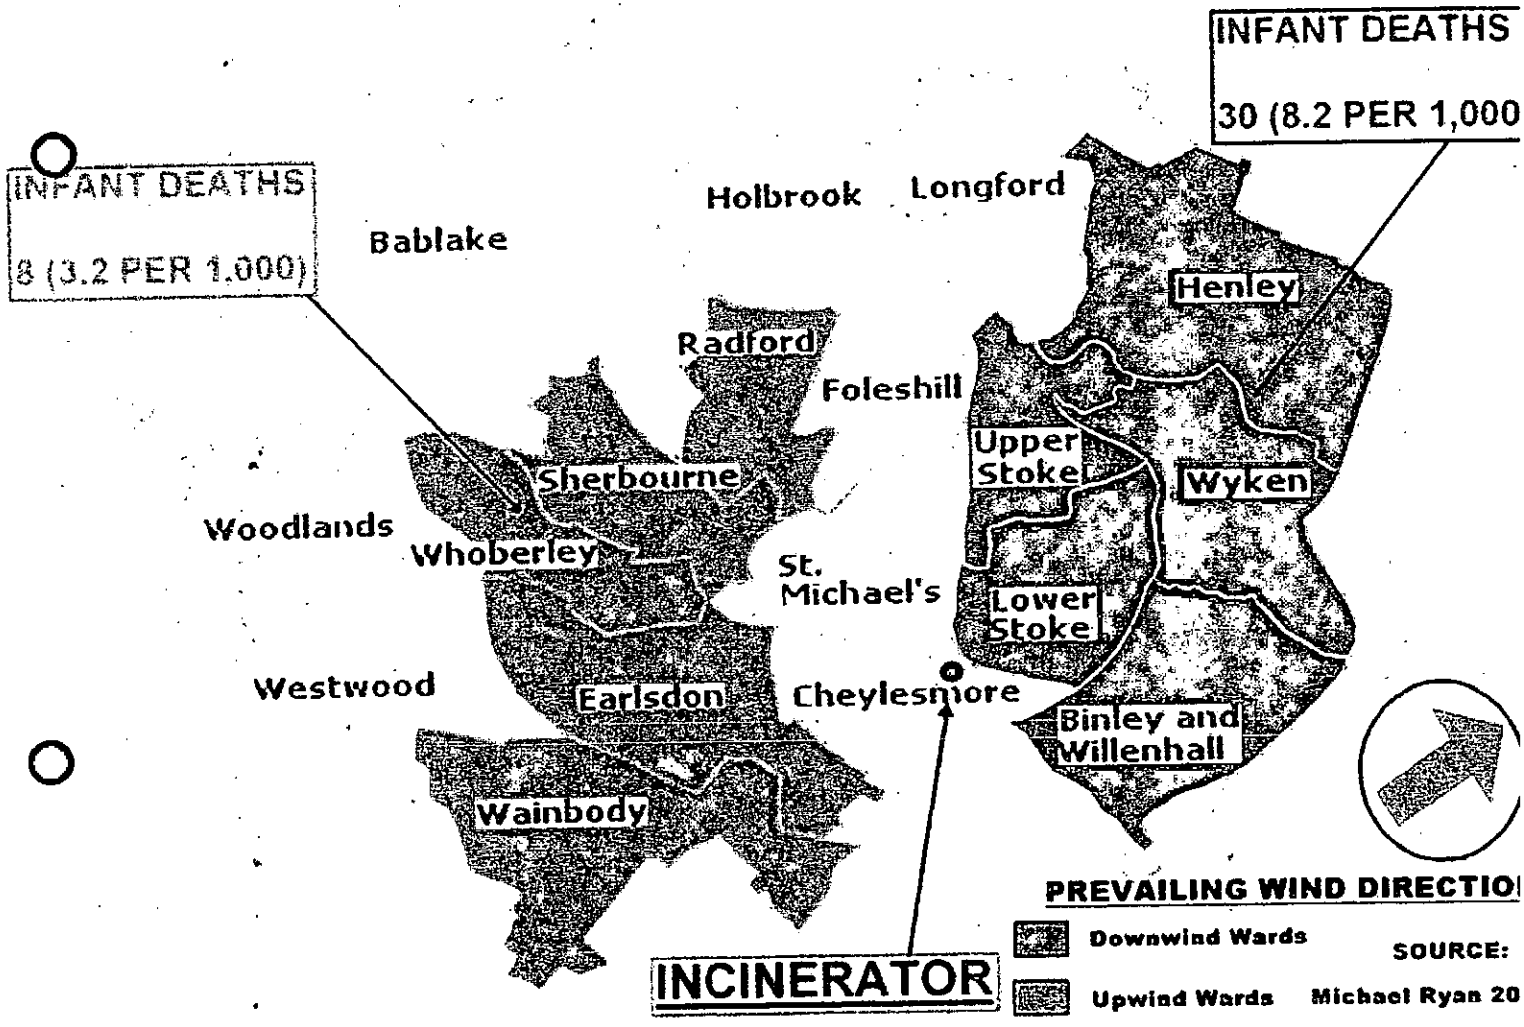 INFANT DEATHS
30 (8.2 PER 1,000
INFANT DEATHS
8 (3.2 PER 1.000)
Holbrook
Longford
Bablake
Henley
Radford
Foleshill
Upper
Stoke
Sherbourne
Wyken
Woodlands
Whoberley
St.
Michael's
Lower
Stoke
Westwood
Earlsdon
Cheylesmore
Binley and
Willenhall
Wainbody
PREVAILING WIND DIRECTIO
Downwind Wards
SOURCE:
INCINERATOR
Upwind Wards
Michael Ryan 20